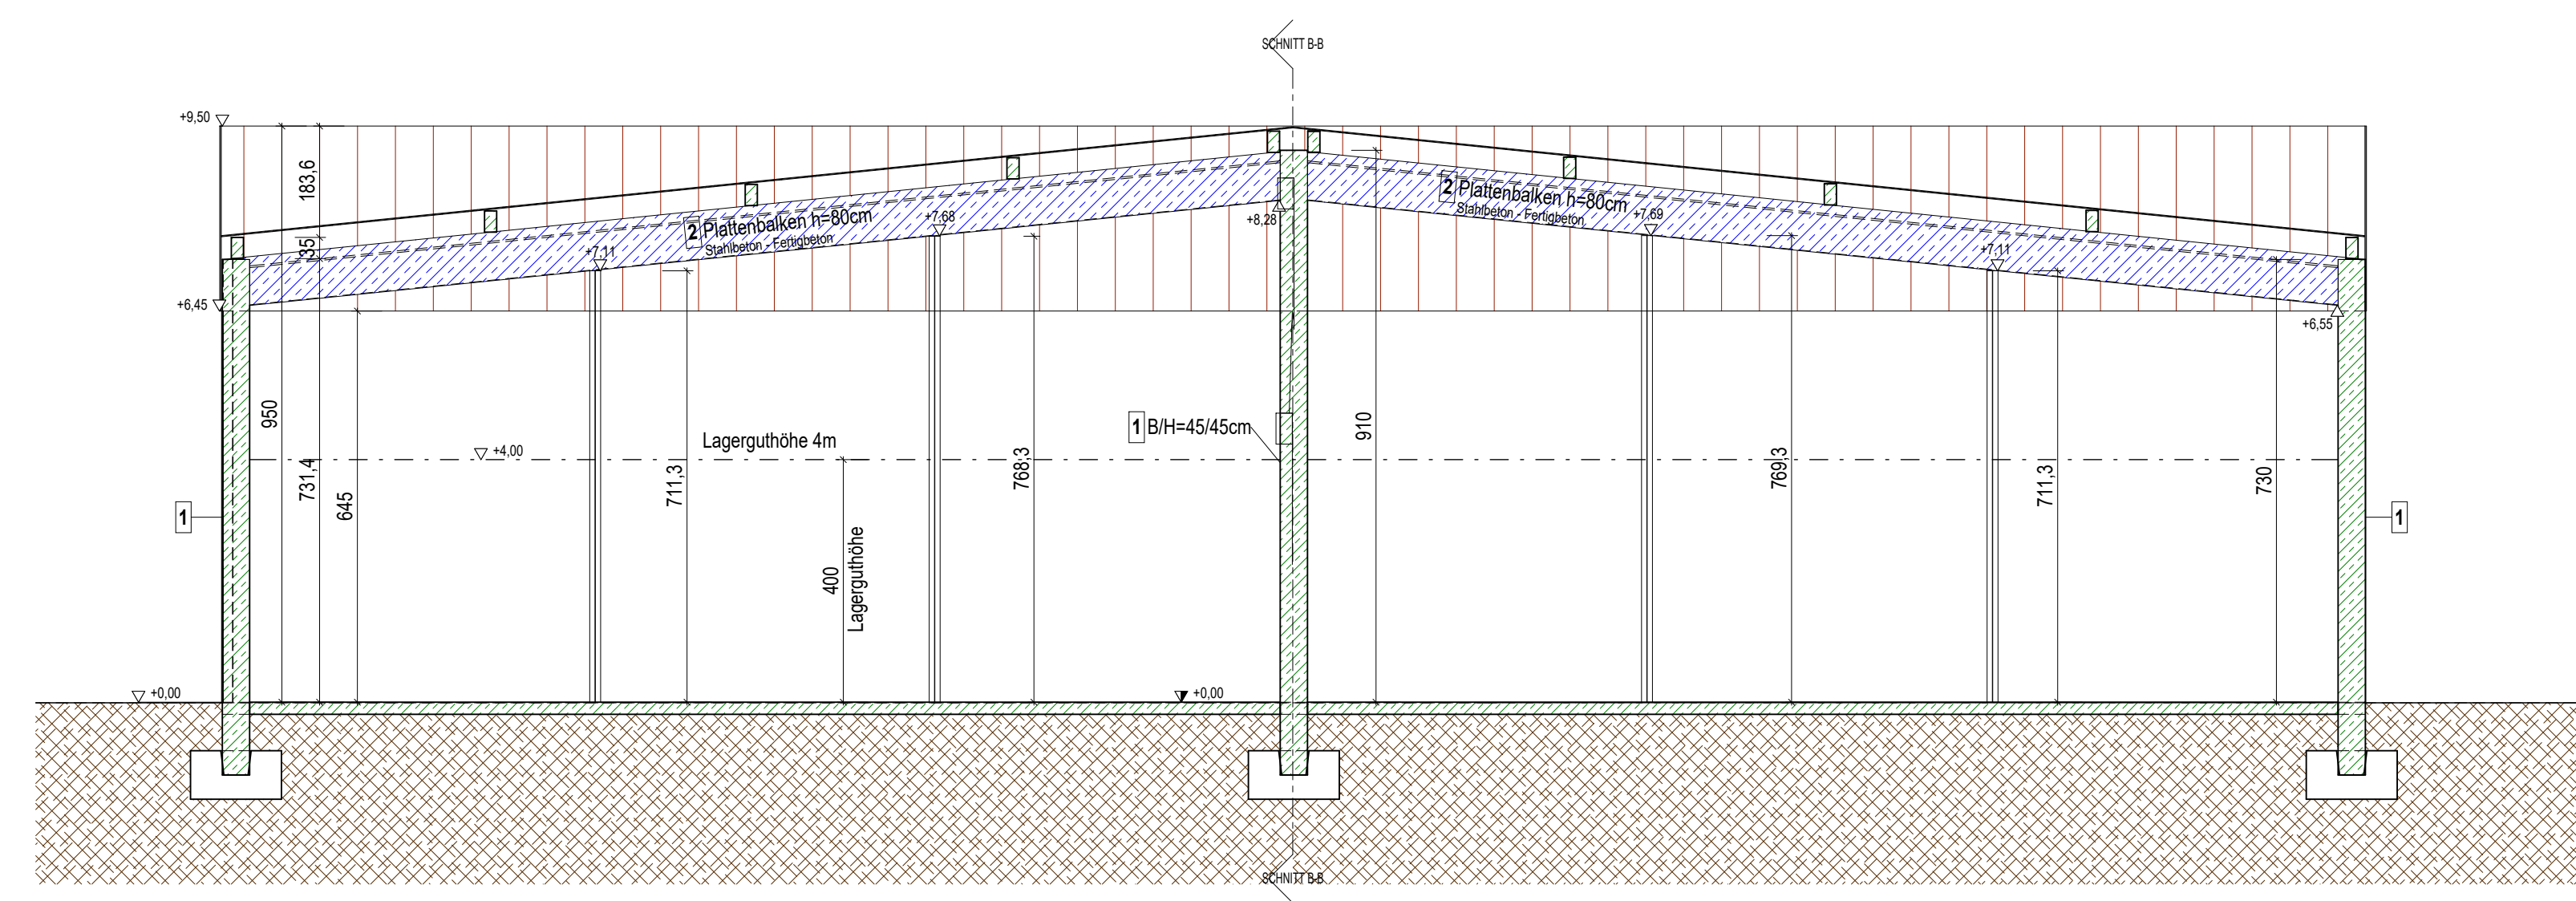 SCHNITT B-B
+9,50
183,6
35
2 Plattenbalken h=80cm
Stahlbeton - Fertigbeton
+7,68
+7,11
+8,28
2 Plattenbalken h=80cm
Stahlbeton - Fertigbeton
+7,69
+7,11
+6,45
+6,55
950
731,4
645
+4,00
Lagerguthöhe 4m
711,3
768,3
1 B/H=45/45cm
910
769,3
711,3
730
1
1
400
Lagerguthöhe
+0,00
+0,00
SCHNITT B-B